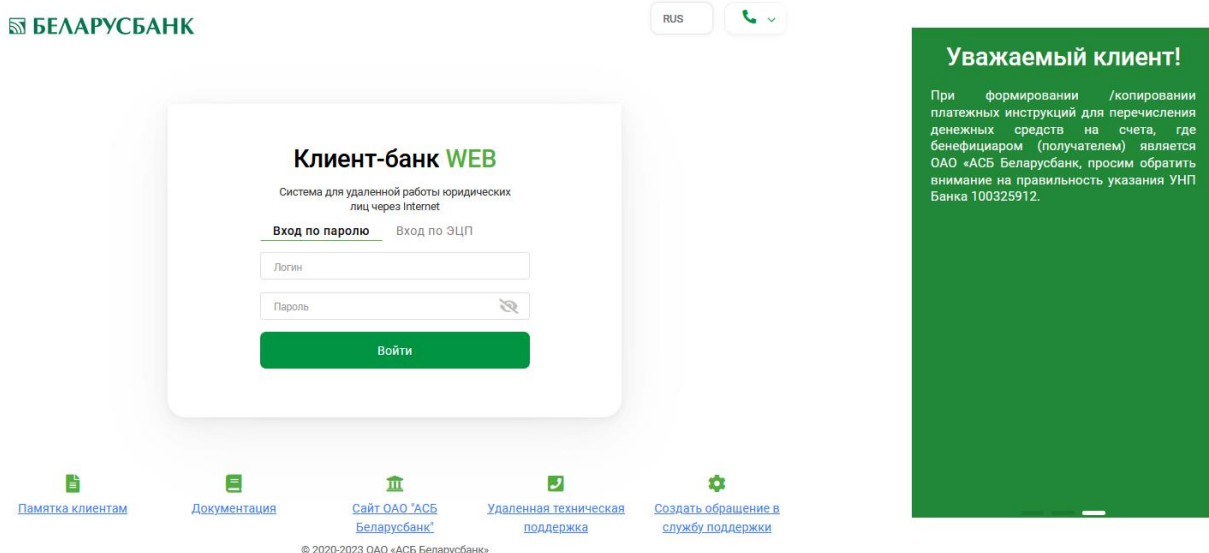 БЕЛАРУСБАНК
RUS
Клиент-банк WEB
Система для удаленной работы юридических
лиц через Internet
Вход по паролю Вход по ЭЦП
Логин
Пароль
Войти
Памятка клиентам
Документация
Сайт ОАО "АСБ
Беларусбанк"
Удаленная техническая
поддержка
Создать обращение в
службу поддержки
© 2020-2023 ОАО «АСБ Беларусбанк»
Уважаемый клиент!
При формировании /копировании
платежных инструкций для перечисления
денежных средств на счета, где
бенефициаром (получателем) является
ОАО «АСБ Беларусбанк, просим обратить
внимание на правильность указания УНП
Банка 100325912.